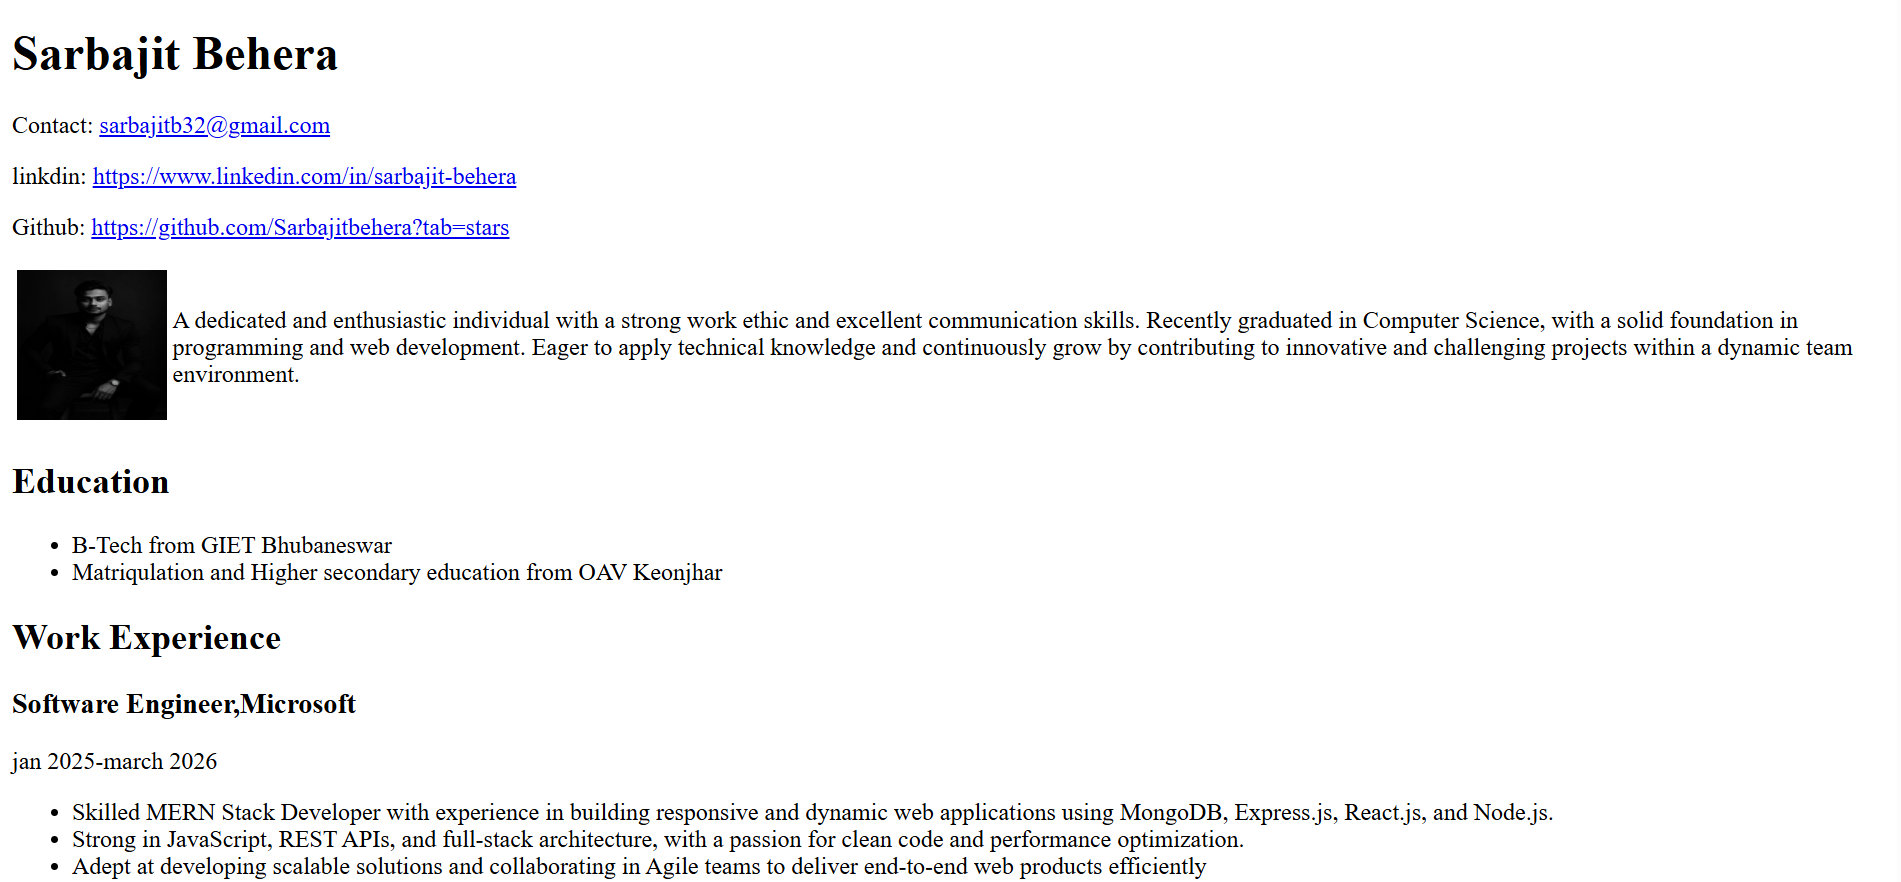 Sarbajit Behera
Contact: sarbajitb32@gmail.com
linkdin: https://www.linkedin.com/in/sarbajit-behera
Github: https://github.com/Sarbajitbehera?tab=stars
A dedicated and enthusiastic individual with a strong work ethic and excellent communication skills. Recently graduated in Computer Science, with a solid foundation in
programming and web development. Eager to apply technical knowledge and continuously grow by contributing to innovative and challenging projects within a dynamic team
environment.
Education
• B-Tech from GIET Bhubaneswar
• Matriqulation and Higher secondary education from OAV Keonjhar
Work Experience
Software Engineer,Microsoft
jan 2025-march 2026
• Skilled MERN Stack Developer with experience in building responsive and dynamic web applications using MongoDB, Express.js, React.js, and Node.js.
• Strong in JavaScript, REST APIs, and full-stack architecture, with a passion for clean code and performance optimization.
• Adept at developing scalable solutions and collaborating in Agile teams to deliver end-to-end web products efficiently